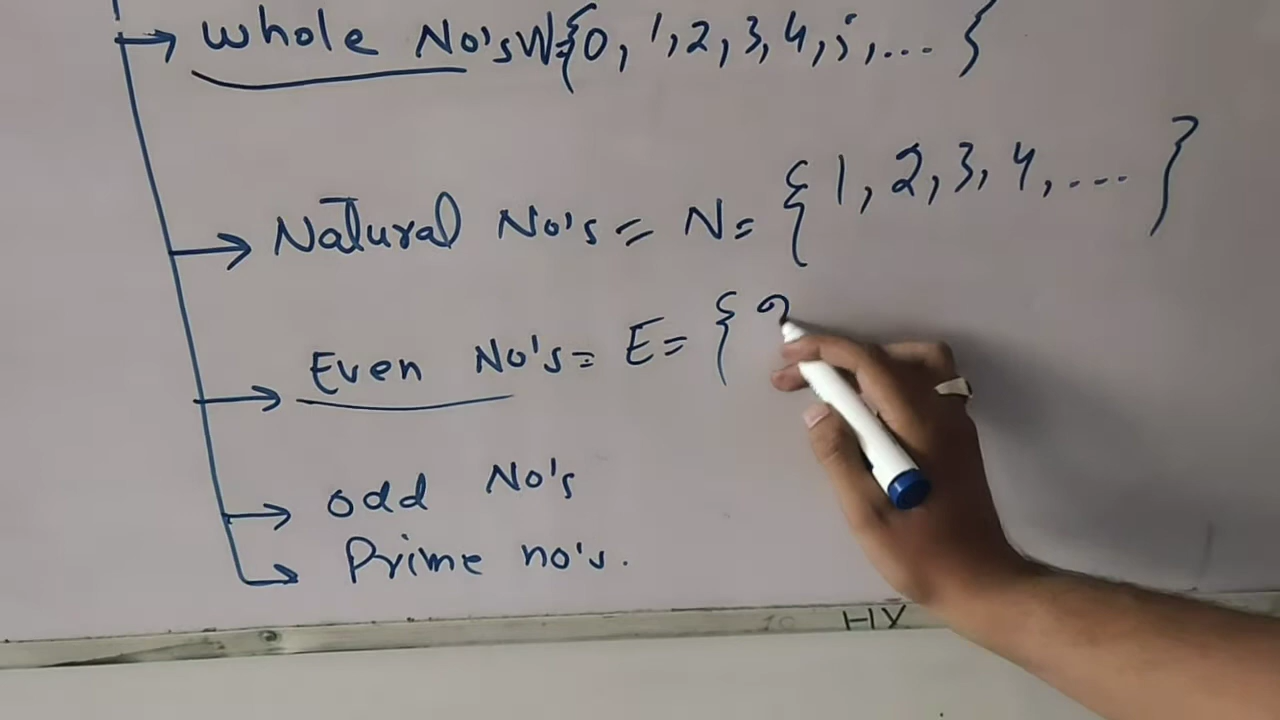 whole No's W={0, 1, 2, 3, 4, 5, ... }
Natural No's = N = {1, 2, 3, 4, ... }
Even No's = E = { 2
odd No's
Prime no's.
HY